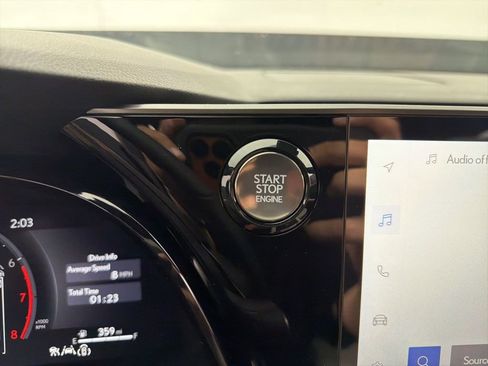 2:03
6
7
8
x1000
RPM
Drive Info
Average Speed
8 MPH
Total Time
01:23
E
F
359 mi
START
STOP
ENGINE
Audio off
Source